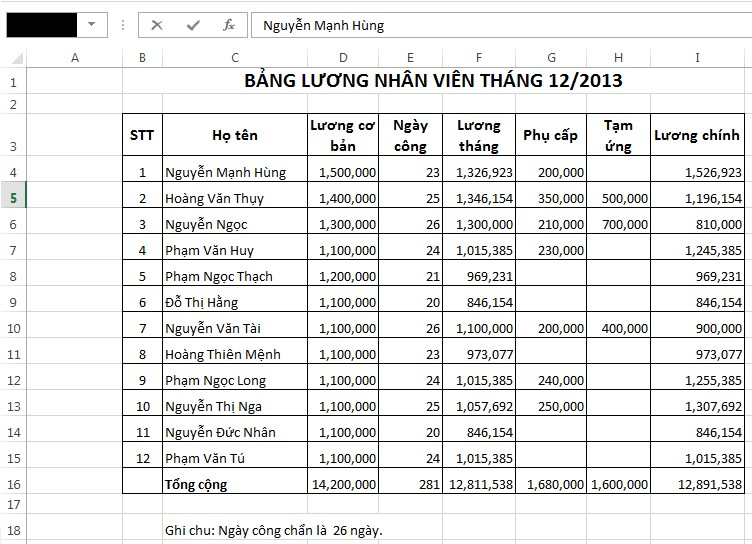 Nguyễn Mạnh Hùng
A B C D E F G H I
1 BẢNG LƯƠNG NHÂN VIÊN THÁNG 12/2013
2
3 STT Họ tên Lương cơ bản Ngày công Lương tháng Phụ cấp Tạm ứng Lương chính
4 1 Nguyễn Mạnh Hùng 1,500,000 23 1,326,923 200,000 1,526,923
5 2 Hoàng Văn Thụy 1,400,000 25 1,346,154 350,000 500,000 1,196,154
6 3 Nguyễn Ngọc 1,300,000 26 1,300,000 210,000 700,000 810,000
7 4 Phạm Văn Huy 1,100,000 24 1,015,385 230,000 1,245,385
8 5 Phạm Ngọc Thạch 1,200,000 21 969,231 969,231
9 6 Đỗ Thị Hằng 1,100,000 20 846,154 846,154
10 7 Nguyễn Văn Tài 1,100,000 26 1,100,000 200,000 400,000 900,000
11 8 Hoàng Thiên Mệnh 1,100,000 23 973,077 973,077
12 9 Phạm Ngọc Long 1,100,000 24 1,015,385 240,000 1,255,385
13 10 Nguyễn Thị Nga 1,100,000 25 1,057,692 250,000 1,307,692
14 11 Nguyễn Đức Nhân 1,100,000 20 846,154 846,154
15 12 Phạm Văn Tú 1,100,000 24 1,015,385 1,015,385
16 Tổng cộng 14,200,000 281 12,811,538 1,680,000 1,600,000 12,891,538
17
18 Ghi chu: Ngày công chẩn là 26 ngày.